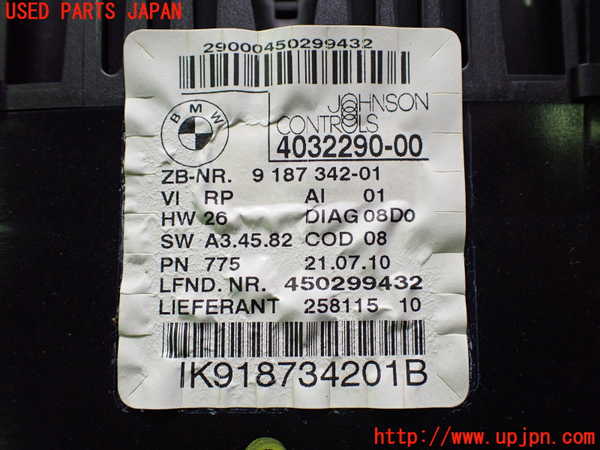 USED PARTS JAPAN
29000450299432
BMW
JOHNSON
CONTROLS
4032290-00
ZB-NR. 9 187 342-01
VI RP AI 01
HW 26 DIAG 08D0
SW A3.45.82 COD 08
PN 775 21.07.10
LFND. NR. 450299432
LIEFERANT 258115 10
IK918734201B
http://www.upjpn.com/